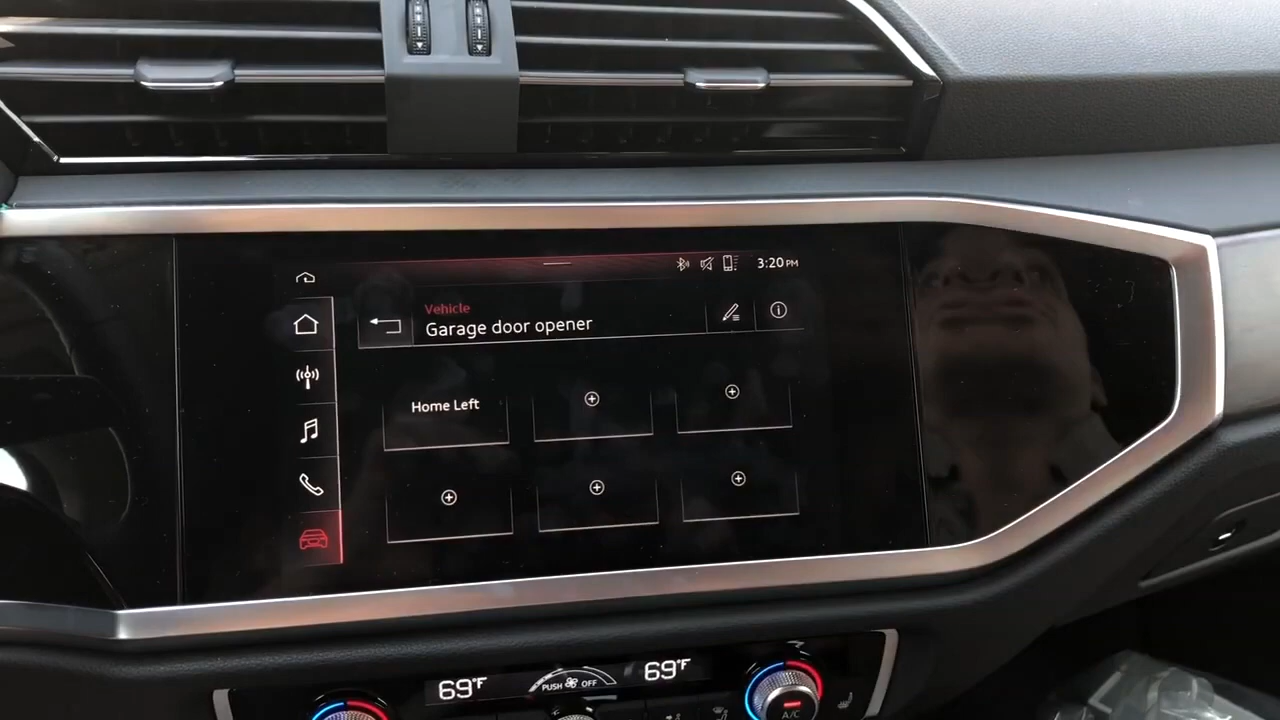 3:20 PM
Vehicle
Garage door opener
Home Left
69°F
PUSH OFF
69°F
A/C